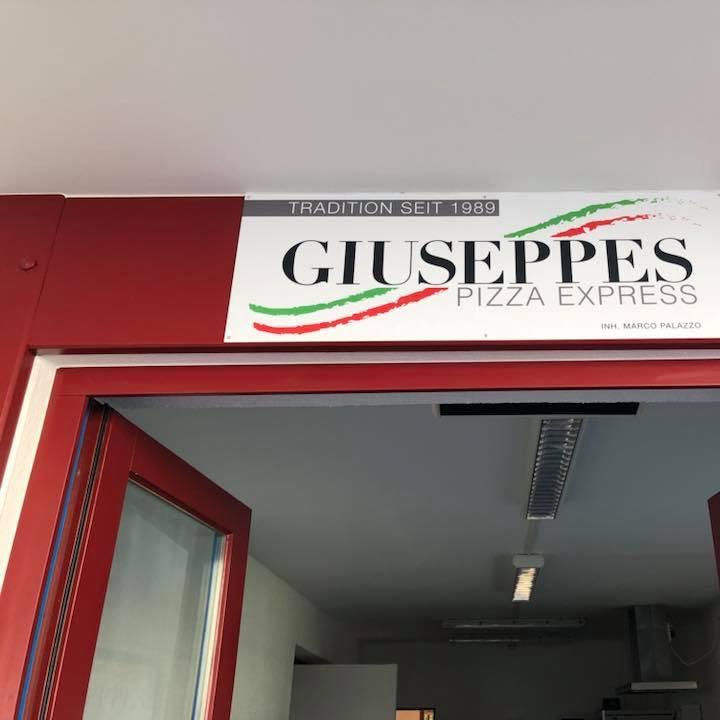 TRADITION SEIT 1989
GIUSEPPES
PIZZA EXPRESS
INH. MARCO PALAZZO